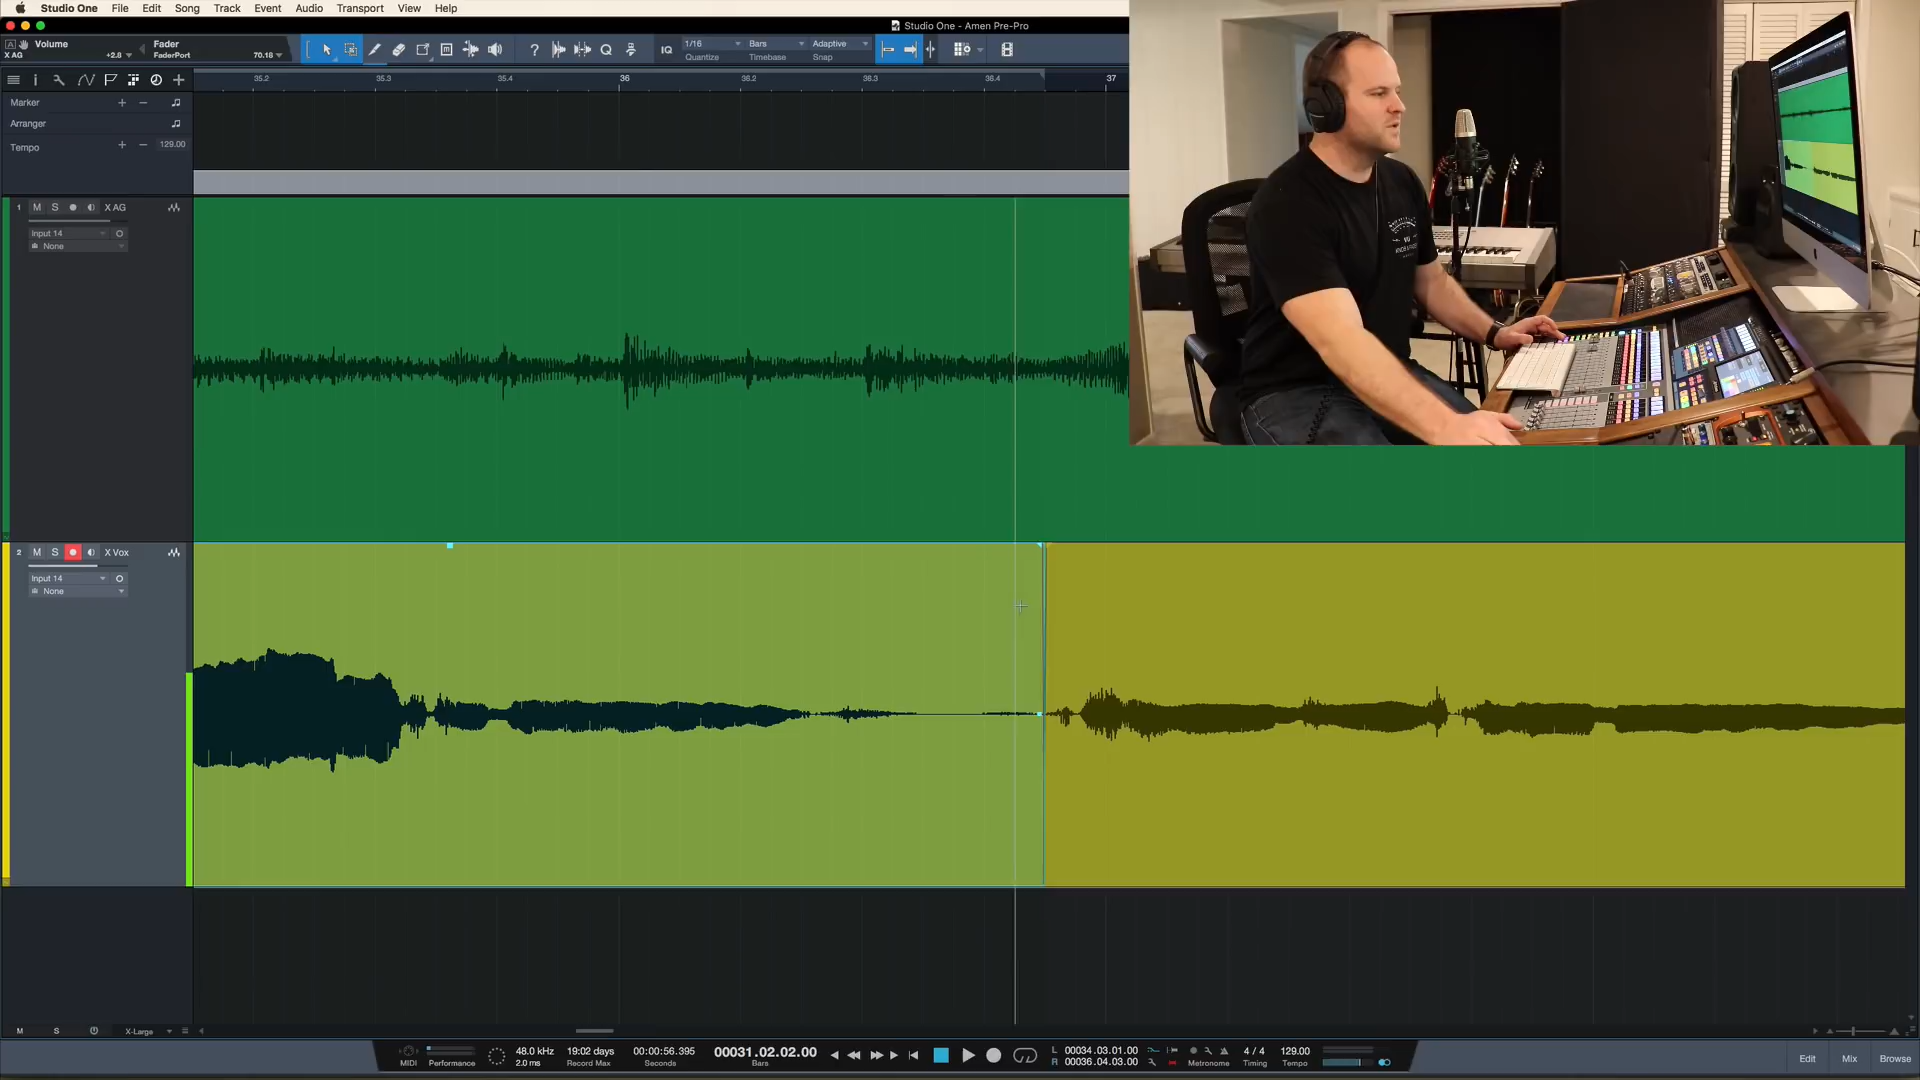 Studio One File Edit Song Track Event Audio Transport View Help
Studio One - Amen Pre-Pro
Volume
X AG +2.8
Fader
FaderPort 70.18
IQ
1/16
Quantize
Bars
Timebase
Adaptive
Snap
35.2 35.3 35.4 36 36.2 36.3 36.4 37
Marker
Arranger
Tempo 129.00
1 M S X AG
Input 14
None
2 M S X Vox
Input 14
None
M S X-Large
MIDI
Performance
48.0 kHz
2.0 ms
19:02 days
Record Max
00:00:56.395
Seconds
00031.02.02.00
Bars
L 00034.03.01.00
R 00036.04.03.00
Metronome
4 / 4
Timing
129.00
Tempo
Edit Mix Browse